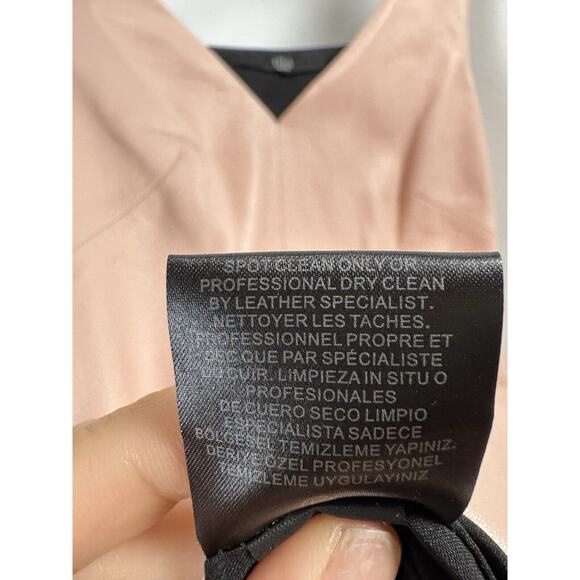 SPOT CLEAN ONLY OR
PROFESSIONAL DRY CLEAN
BY LEATHER SPECIALIST.
NETTOYER LES TACHES.
PROFESSIONNEL PROPRE ET
SEC QUE PAR SPÉCIALISTE
DU CUIR. LIMPIEZA IN SITU O
PROFESIONALES
DE CUERO SECO LIMPIO
ESPECIALISTA SADECE
BÖLGESEL TEMIZLEME YAPINIZ.
DERIYE ÖZEL PROFESYONEL
TEMIZLEME UYGULAYINIZ